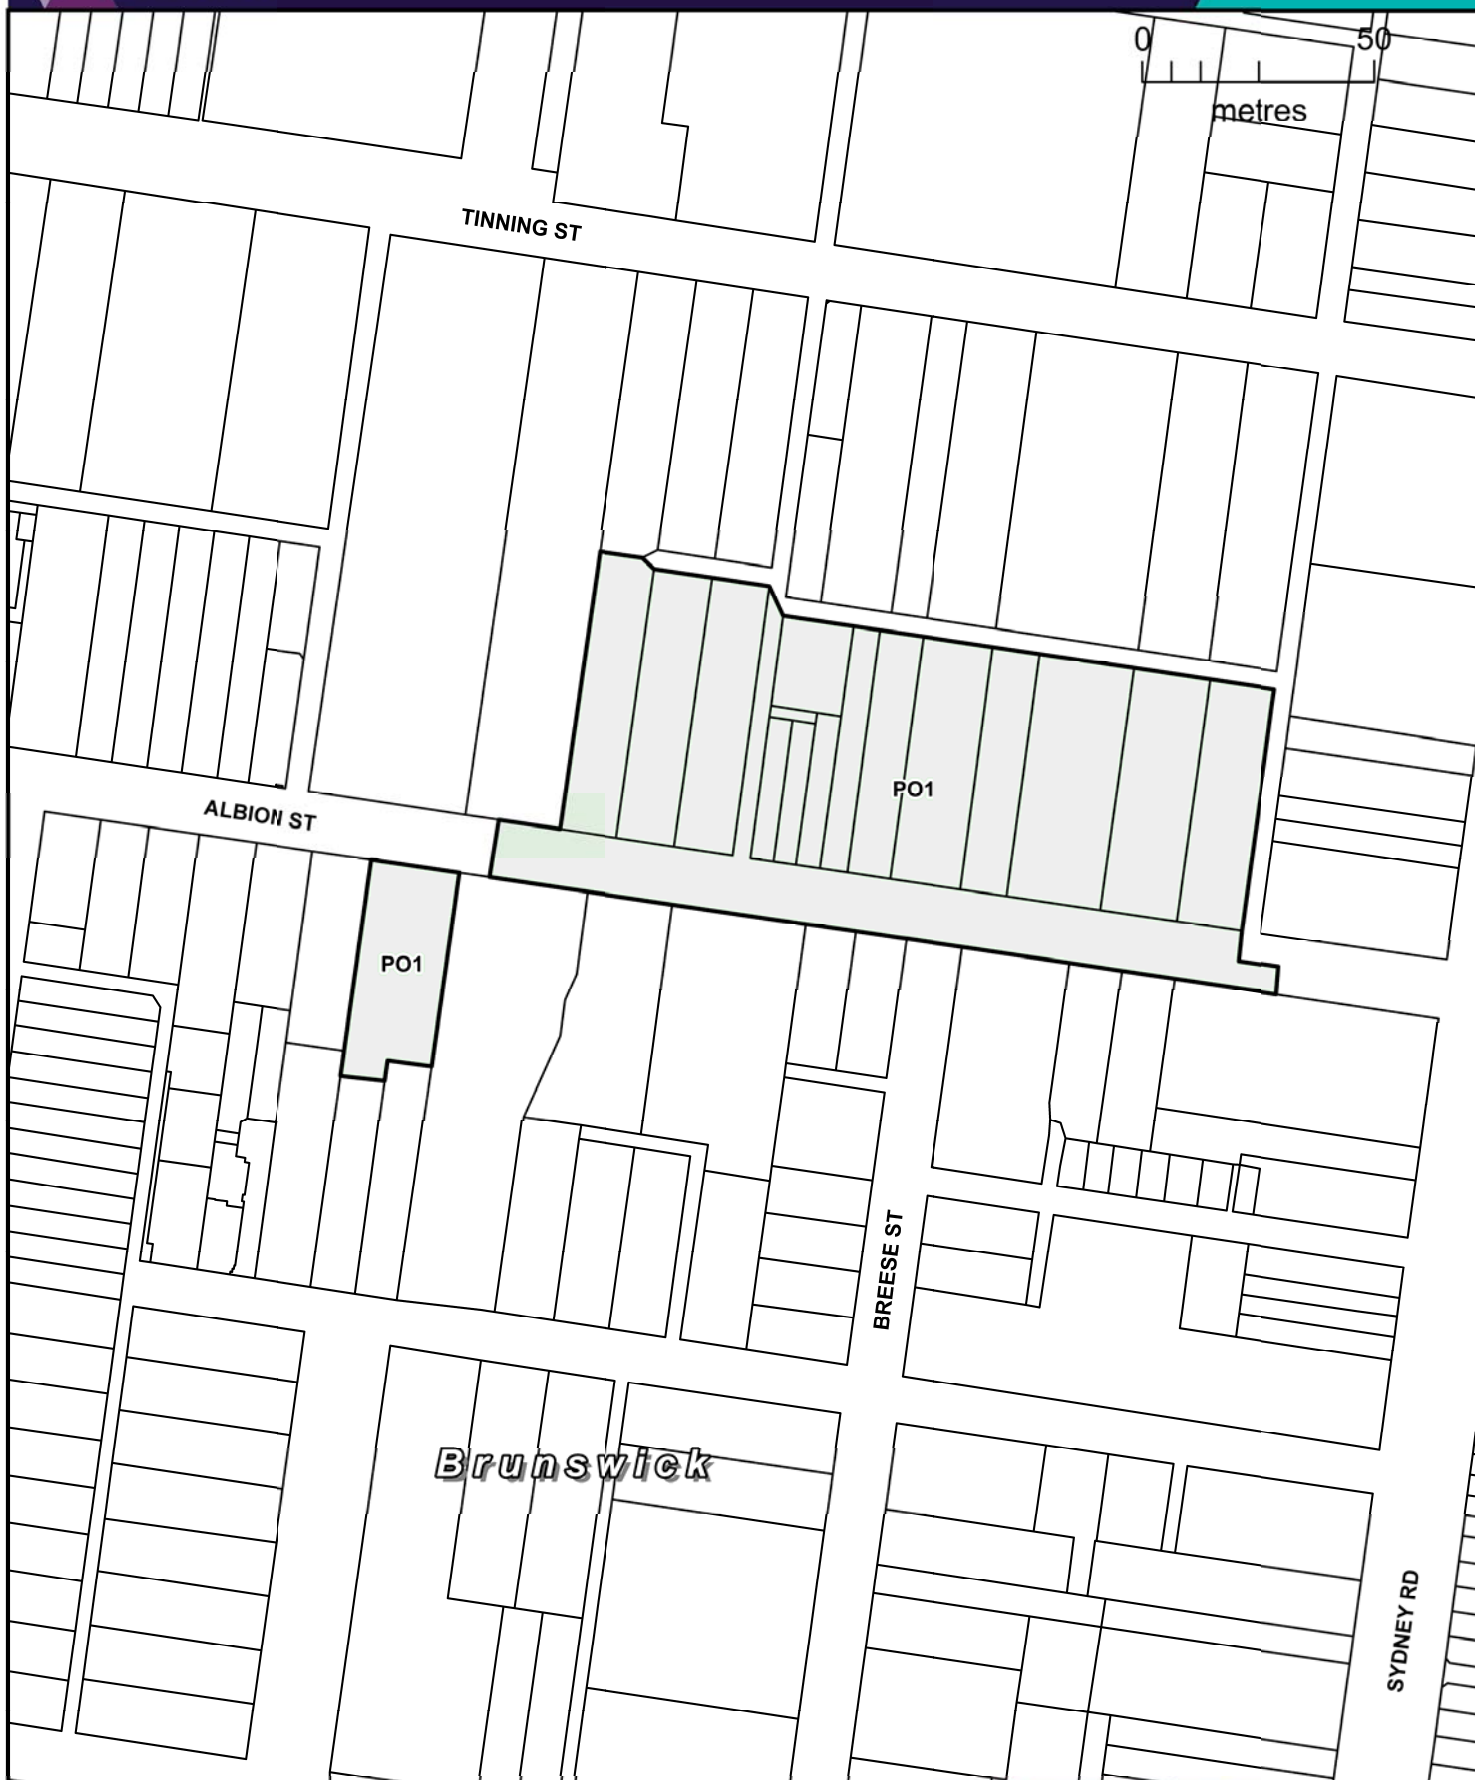 0 50
metres
TINNING ST
PO1
ALBION ST
PO1
BREESE ST
Brunswick
SYDNEY RD